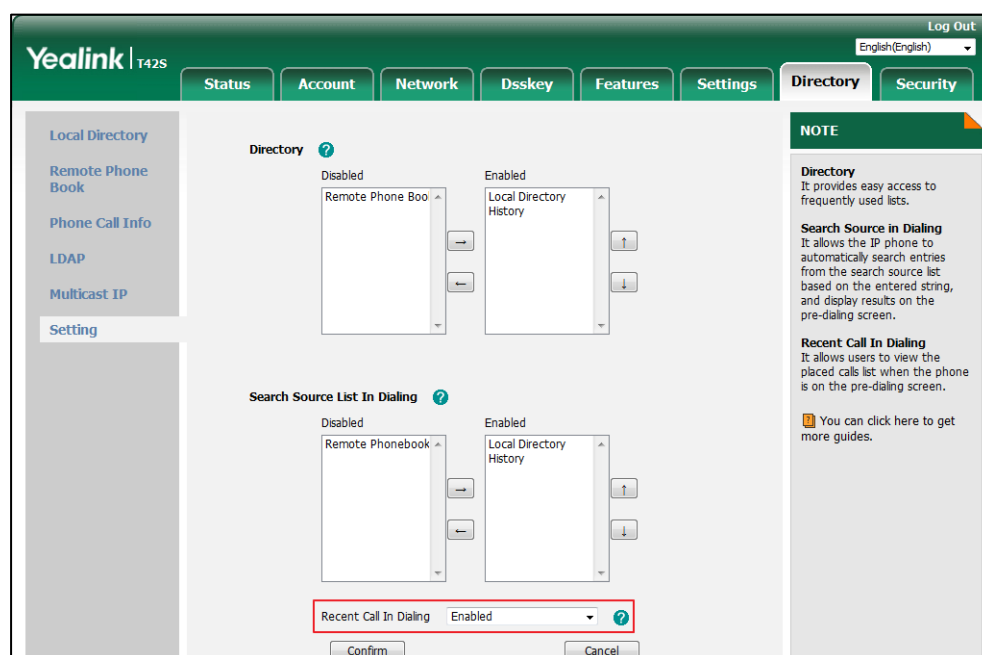 Log Out
English(English)
Yealink | T42S
Status Account Network Dsskey Features Settings Directory Security
Local Directory
Remote Phone
Book
Phone Call Info
LDAP
Multicast IP
Setting
Directory ?
Disabled Enabled
Remote Phone Boo
Local Directory
History
→ ↑
← ↓
Search Source List In Dialing ?
Disabled Enabled
Remote Phonebook
Local Directory
History
→ ↑
← ↓
Recent Call In Dialing Enabled ?
Confirm Cancel
NOTE
Directory
It provides easy access to
frequently used lists.
Search Source in Dialing
It allows the IP phone to
automatically search entries
from the search source list
based on the entered string,
and display results on the
pre-dialing screen.
Recent Call In Dialing
It allows users to view the
placed calls list when the phone
is on the pre-dialing screen.
? You can click here to get
more guides.